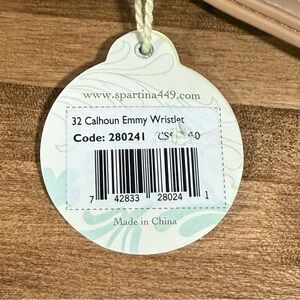 www.spartina449.com
32 Calhoun Emmy Wristlet
Code: 280241
7 42833 28024 1
Made in China